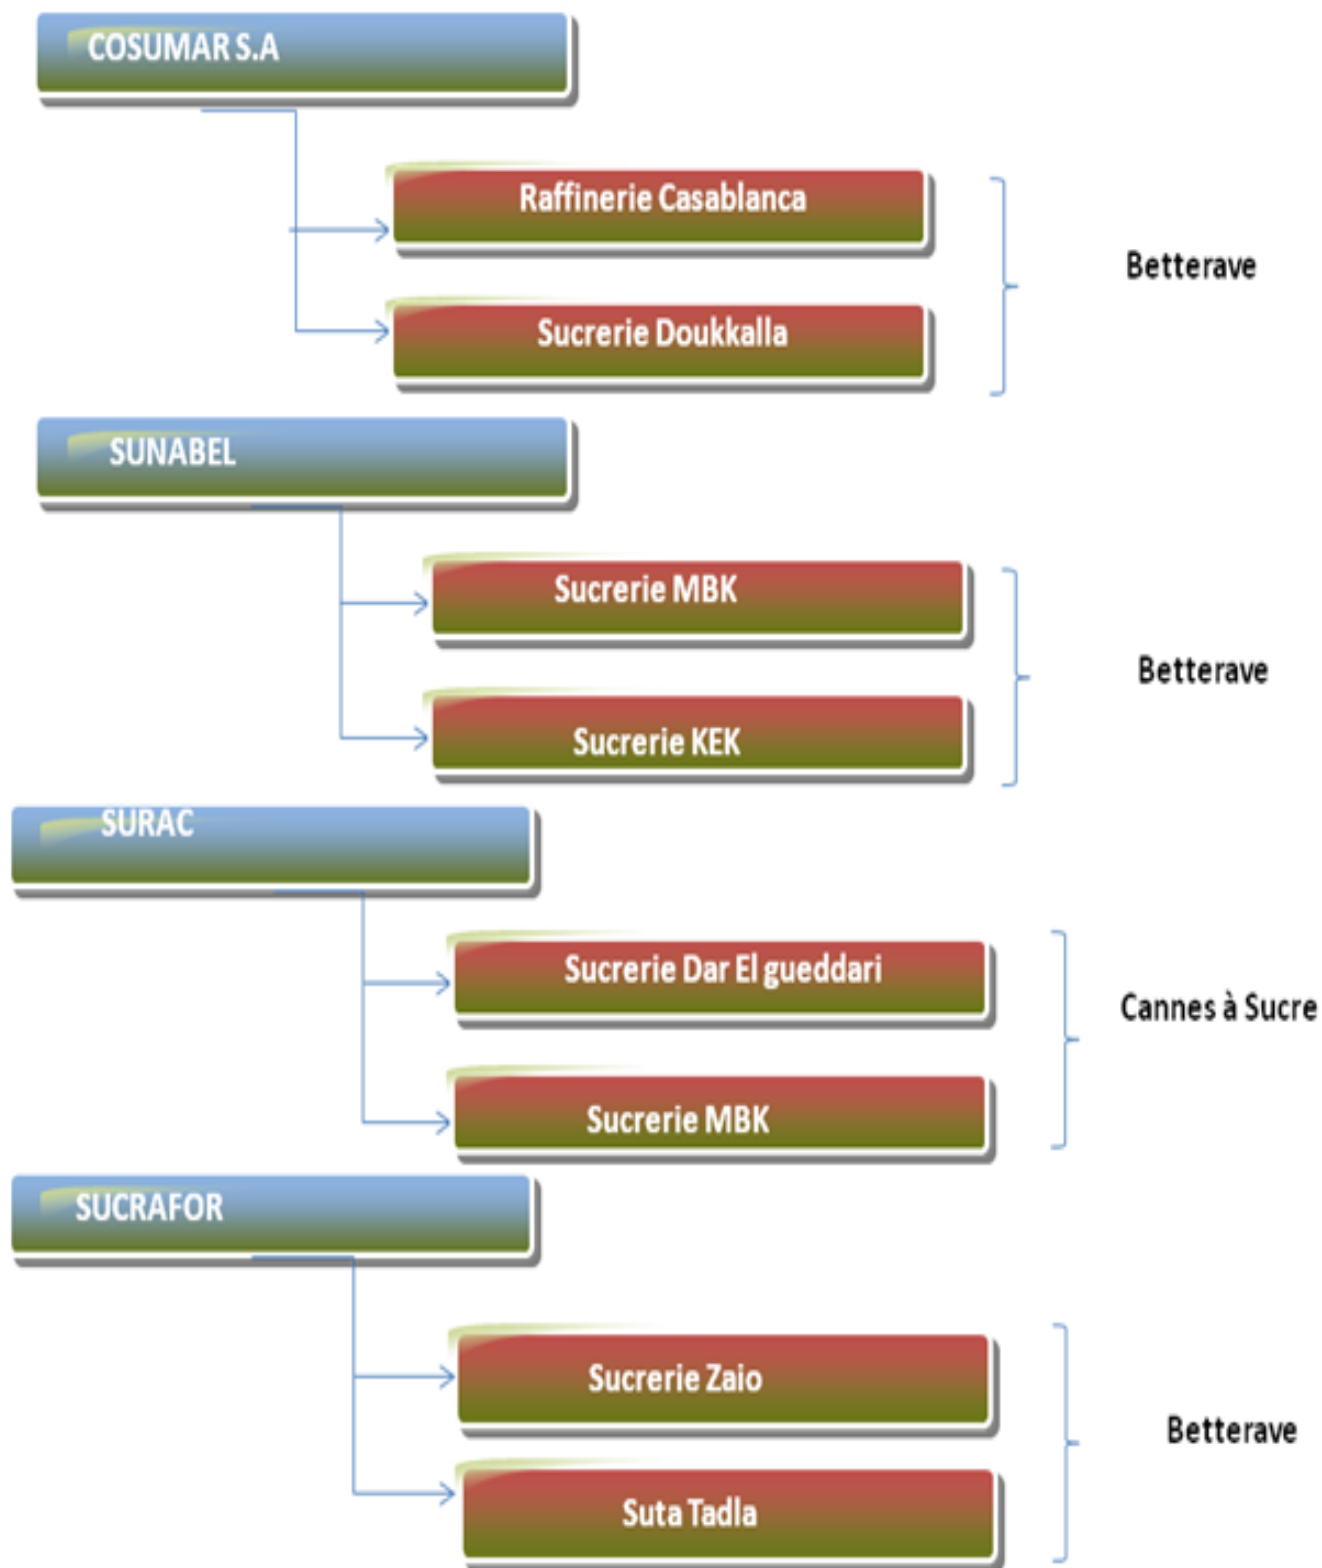 COSUMAR S.A
Raffinerie Casablanca
Betterave
Sucrerie Doukkalla
SUNABEL
Sucrerie MBK
Betterave
Sucrerie KEK
SURAC
Sucrerie Dar El gueddari
Cannes à Sucre
Sucrerie MBK
SUCRAFOR
Sucrerie Zaio
Betterave
Suta Tadla